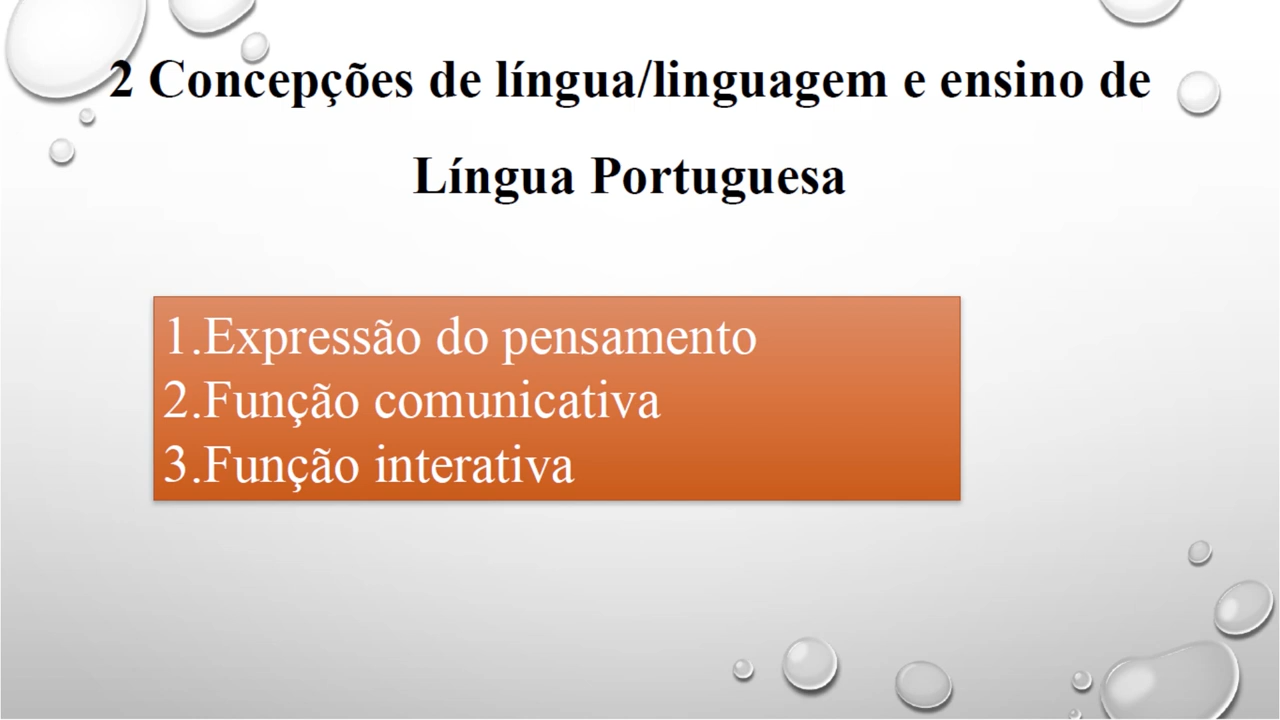 2 Concepções de língua/linguagem e ensino de
Língua Portuguesa
1.Expressão do pensamento
2.Função comunicativa
3.Função interativa